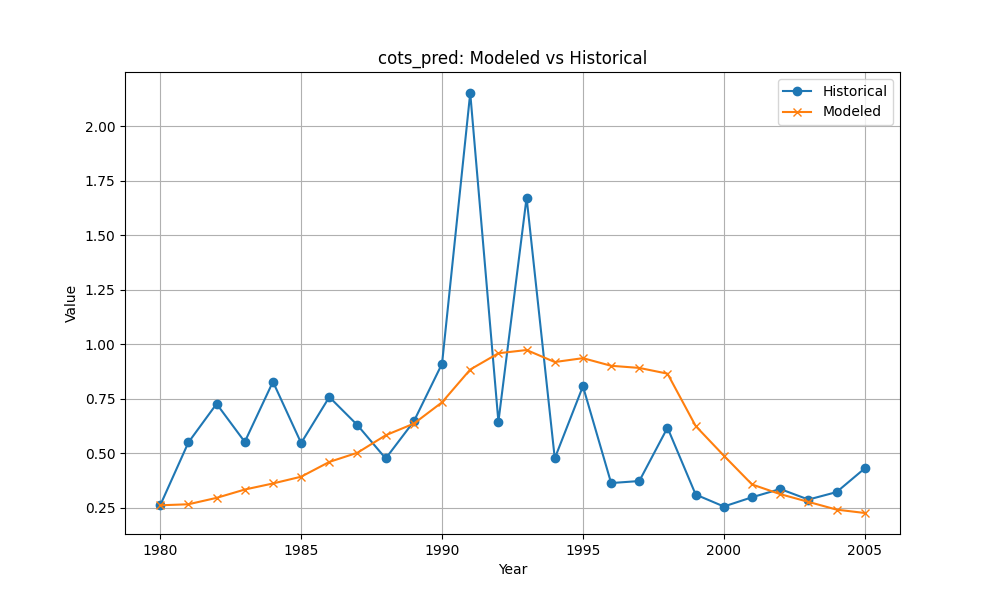 cots_pred: Modeled vs Historical
Historical
Modeled
Value
2.00
1.75
1.50
1.25
1.00
0.75
0.50
0.25
1980 1985 1990 1995 2000 2005
Year